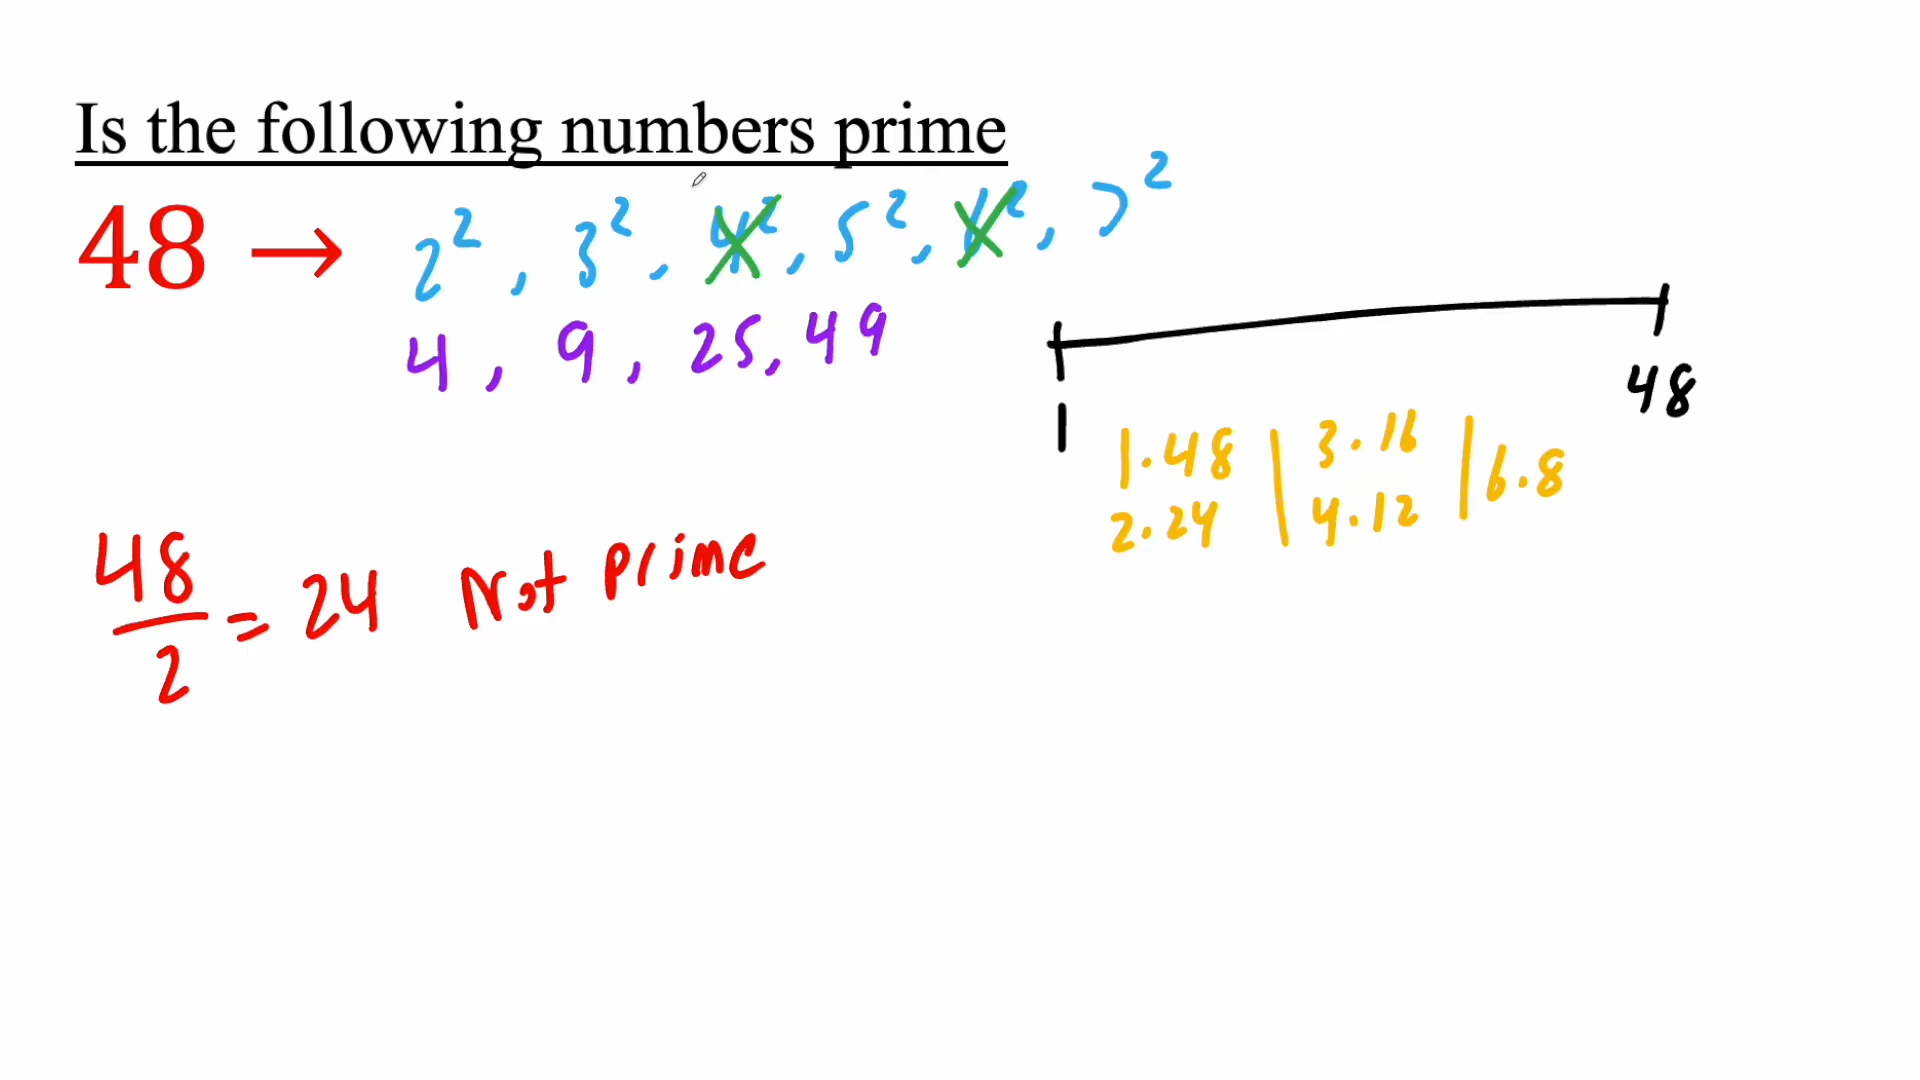 Is the following numbers prime
48 → 2², 3², 4², 5², 6², 7²
4, 9, 25, 49
1 48
1·48 | 3·16 | 6·8
2·24 | 4·12
48/2 = 24 Not prime